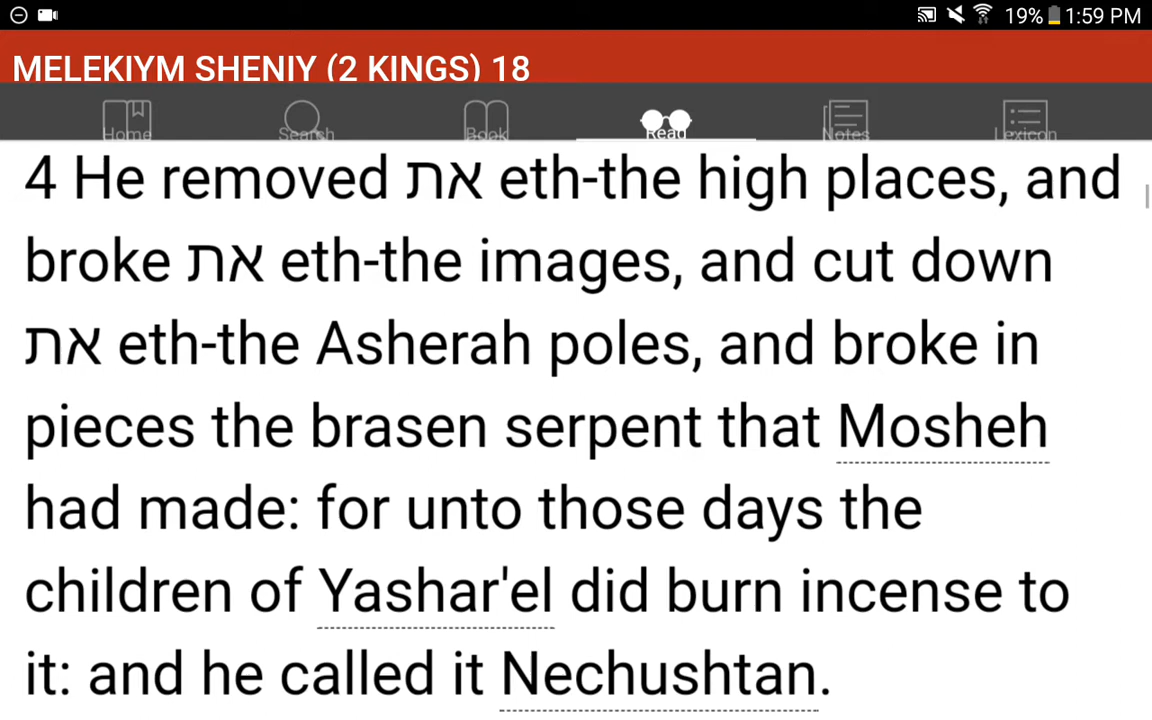 19% 1:59 PM
MELEKIYM SHENIY (2 KINGS) 18
Home Search Book Read Notes Lexicon
4 He removed את eth-the high places, and
broke את eth-the images, and cut down
את eth-the Asherah poles, and broke in
pieces the brasen serpent that Mosheh
had made: for unto those days the
children of Yashar'el did burn incense to
it: and he called it Nechushtan.